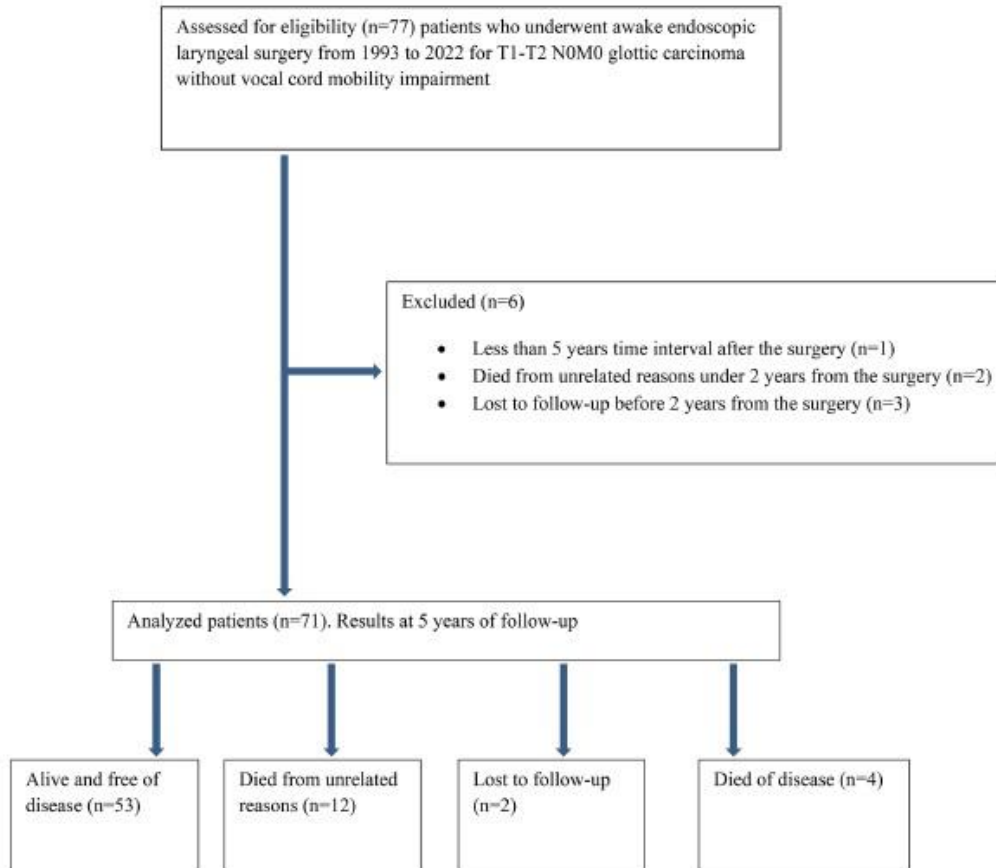 Assessed for eligibility (n=77) patients who underwent awake endoscopic
laryngeal surgery from 1993 to 2022 for T1-T2 N0M0 glottic carcinoma
without vocal cord mobility impairment
Excluded (n=6)
• Less than 5 years time interval after the surgery (n=1)
• Died from unrelated reasons under 2 years from the surgery (n=2)
• Lost to follow-up before 2 years from the surgery (n=3)
Analyzed patients (n=71). Results at 5 years of follow-up
Alive and free of
disease (n=53)
Died from unrelated
reasons (n=12)
Lost to follow-up
(n=2)
Died of disease (n=4)